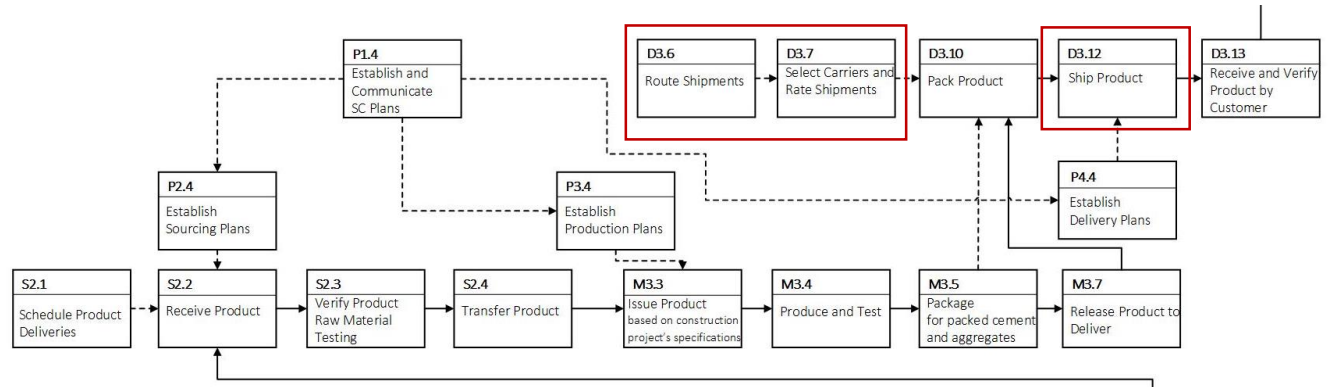 P1.4
Establish and
Communicate
SC Plans
D3.6
Route Shipments
D3.7
Select Carriers and
Rate Shipments
D3.10
Pack Product
D3.12
Ship Product
D3.13
Receive and Verify
Product by
Customer
P2.4
Establish
Sourcing Plans
P3.4
Establish
Production Plans
P4.4
Establish
Delivery Plans
S2.1
Schedule Product
Deliveries
S2.2
Receive Product
S2.3
Verify Product
Raw Material
Testing
S2.4
Transfer Product
M3.3
Issue Product
based on construction
project's specifications
M3.4
Produce and Test
M3.5
Package
for packed cement
and aggregates
M3.7
Release Product to
Deliver